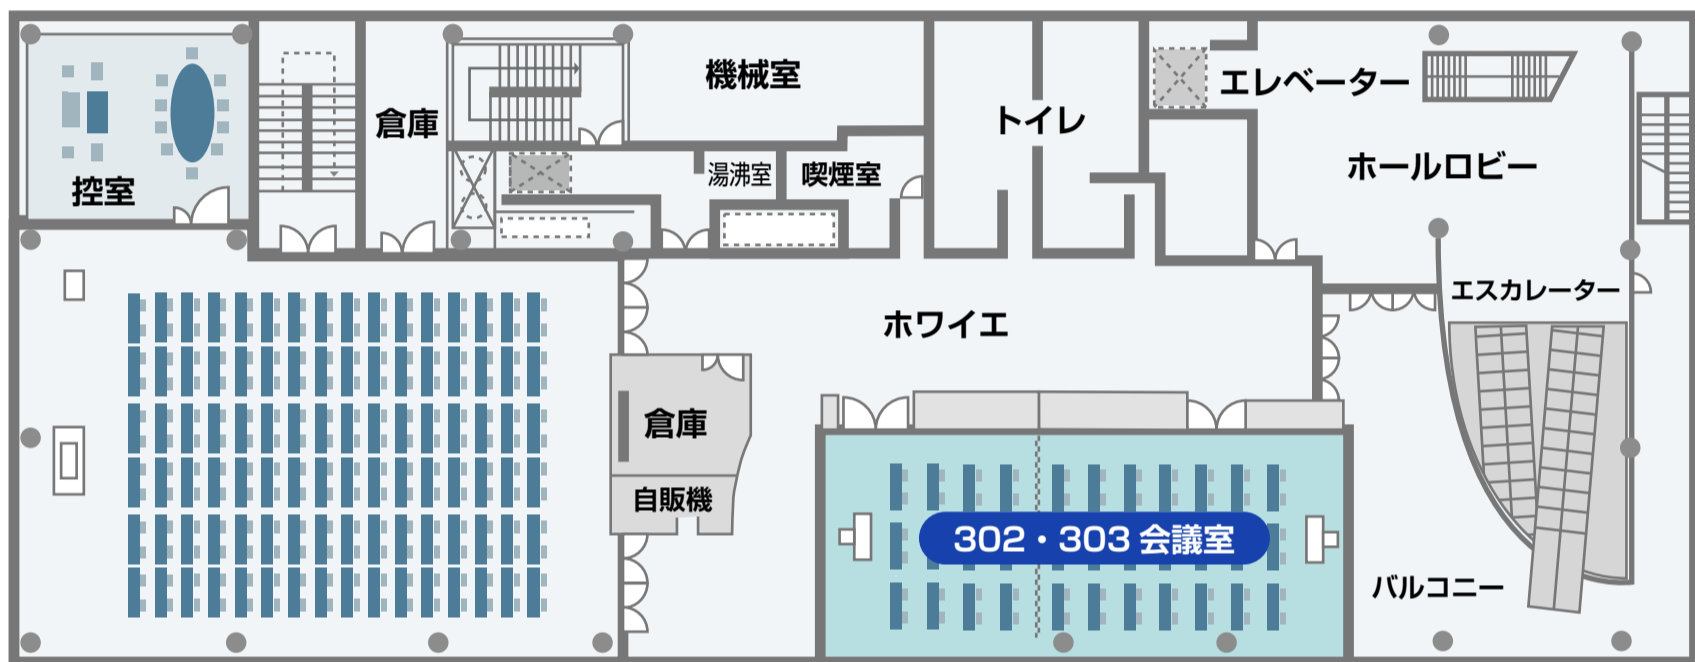 機械室
エレベーター
倉庫
トイレ
ホールロビー
控室
湯沸室
喫煙室
エスカレーター
ホワイエ
倉庫
自販機
302・303 会議室
バルコニー